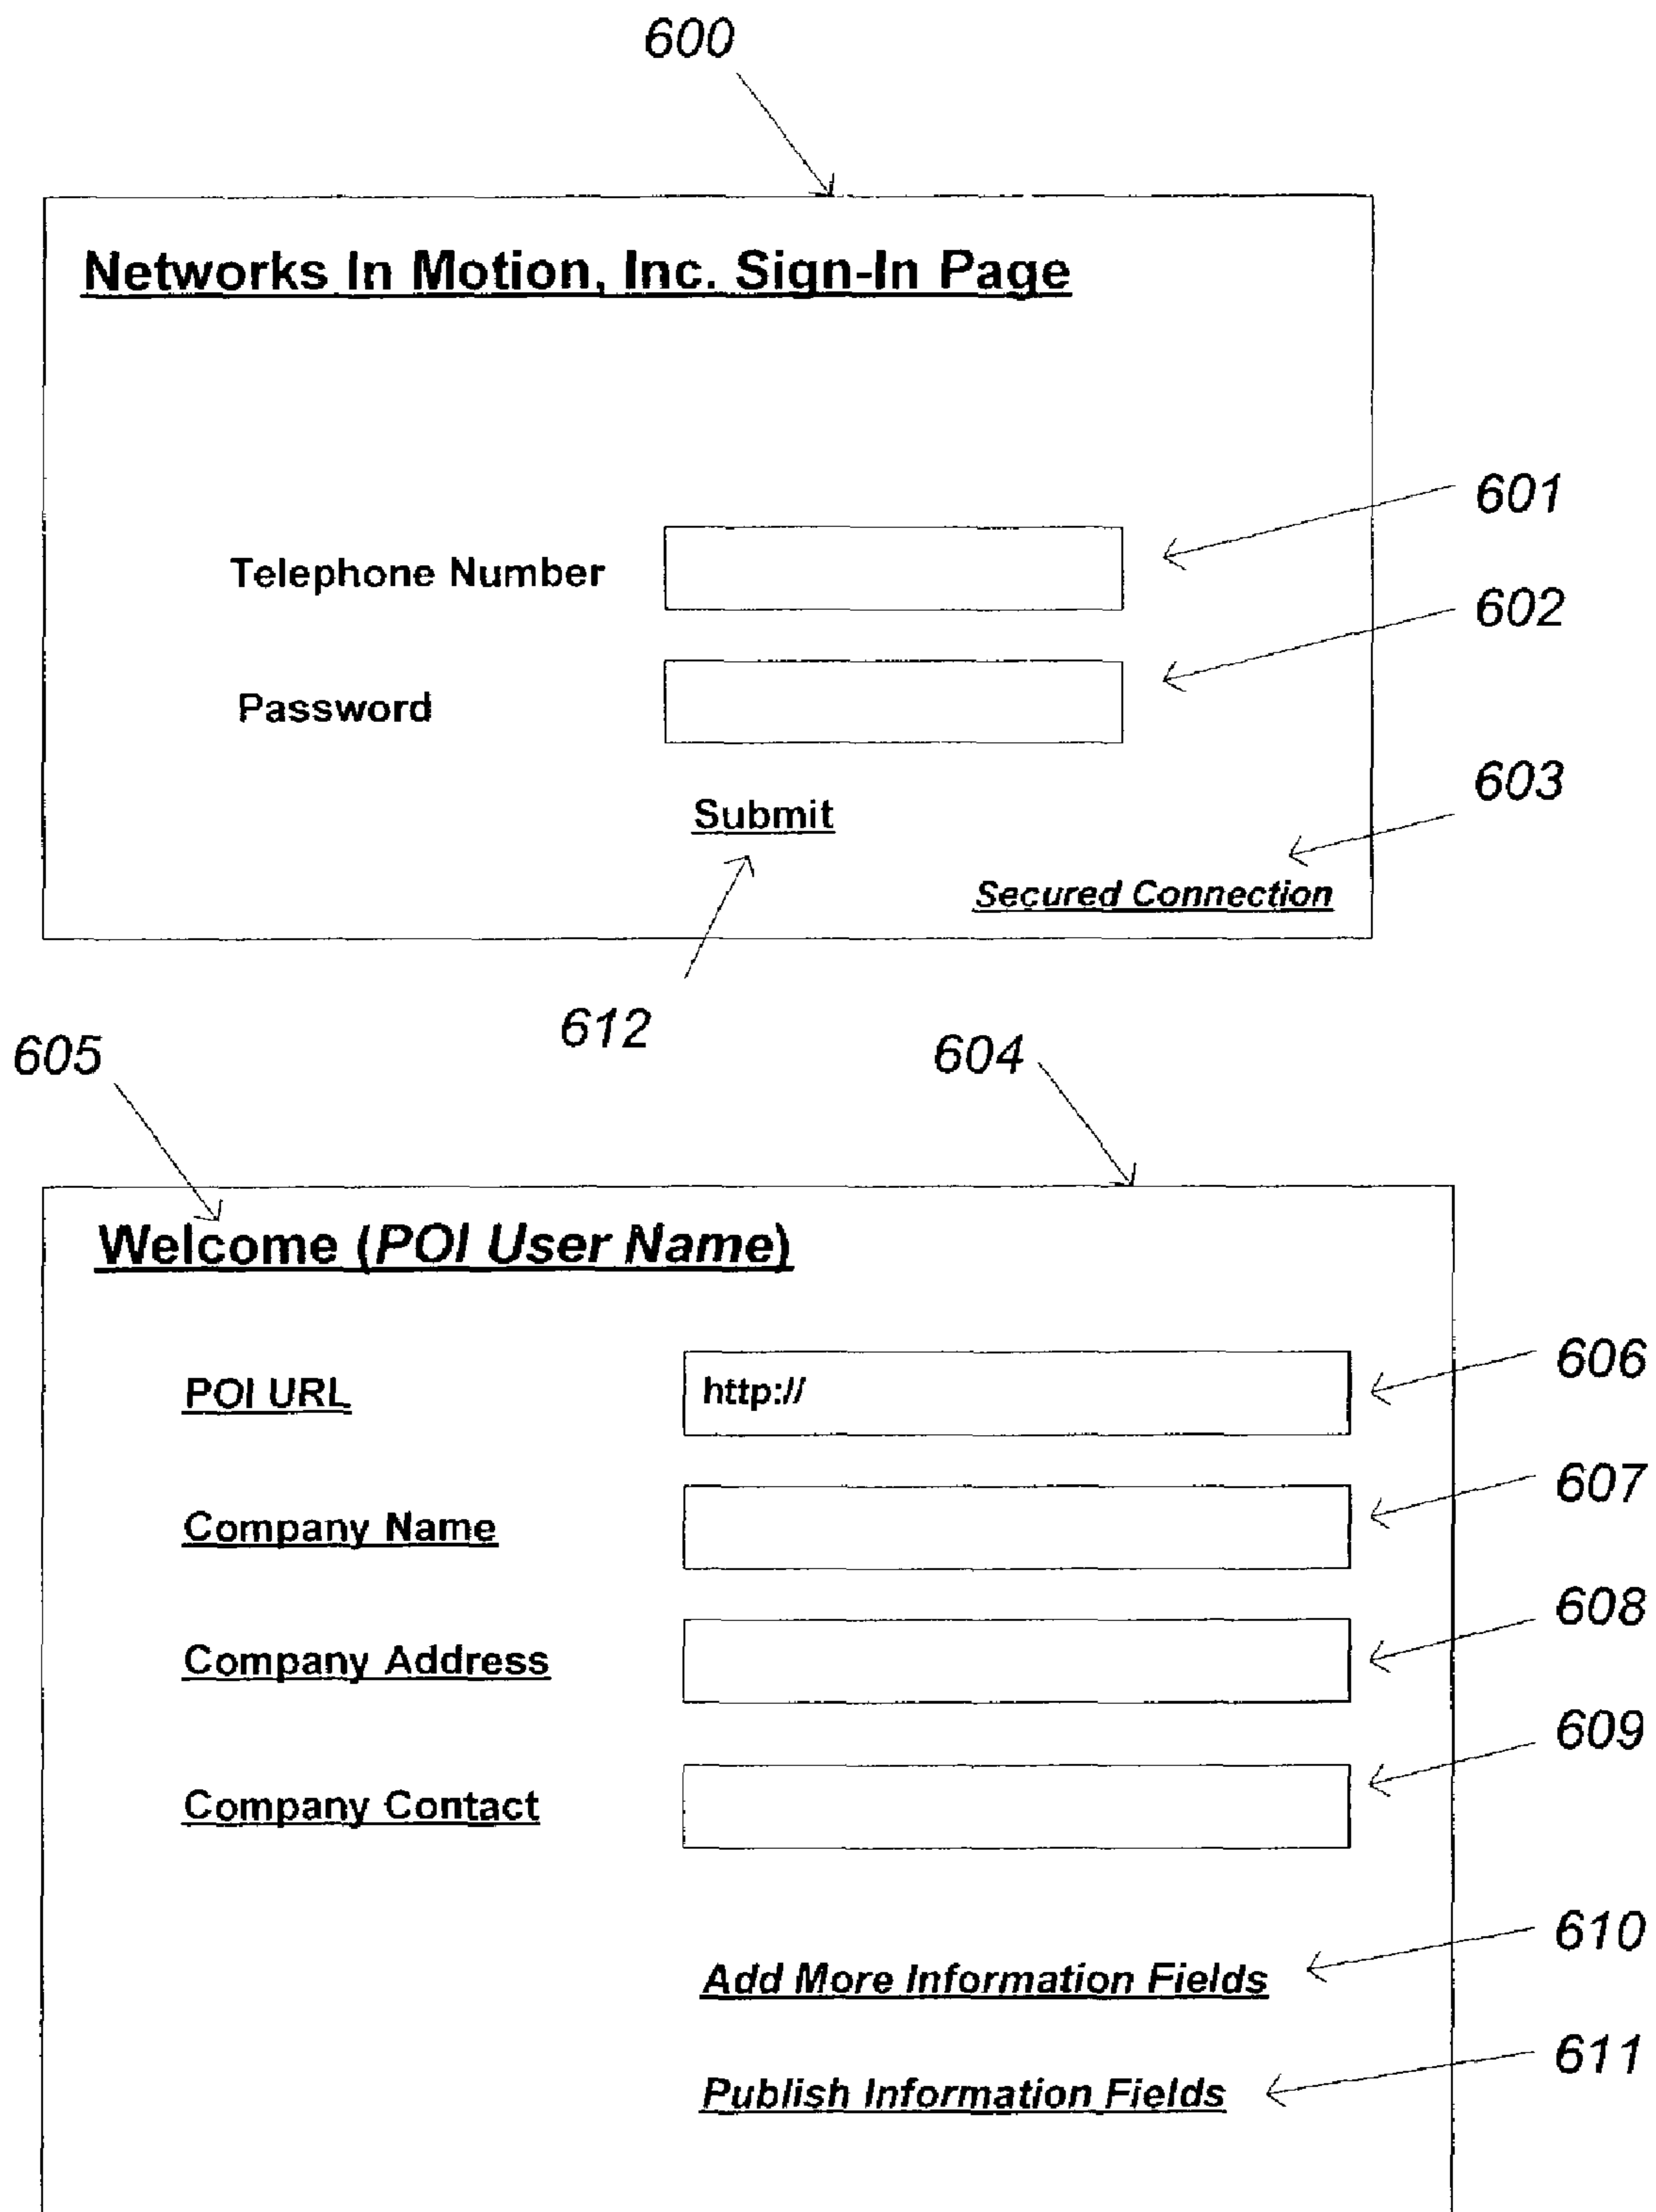 600
Networks In Motion, Inc. Sign-In Page
601
Telephone Number
602
Password
603
Submit
Secured Connection
612
605
604
Welcome (POI User Name)
606
POI URL
http://
607
Company Name
608
Company Address
609
Company Contact
610
Add More Information Fields
611
Publish Information Fields